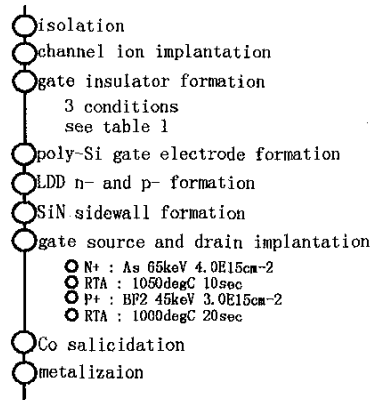 isolation
channel ion implantation
gate insulator formation
3 conditions
see table 1
poly-Si gate electrode formation
LDD n- and p- formation
SiN sidewall formation
gate source and drain implantation
N+ : As 65keV 4.0E15cm-2
RTA : 1050degC 10sec
P+ : BF2 45keV 3.0E15cm-2
RTA : 1000degC 20sec
Co salicidation
metalizaion